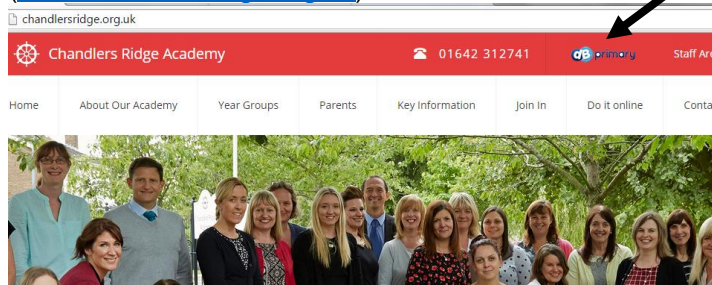 chandlersridge.org.uk
Chandlers Ridge Academy 01642 312741 dB primary Staff Are
Home About Our Academy Year Groups Parents Key Information Join In Do it online Conta